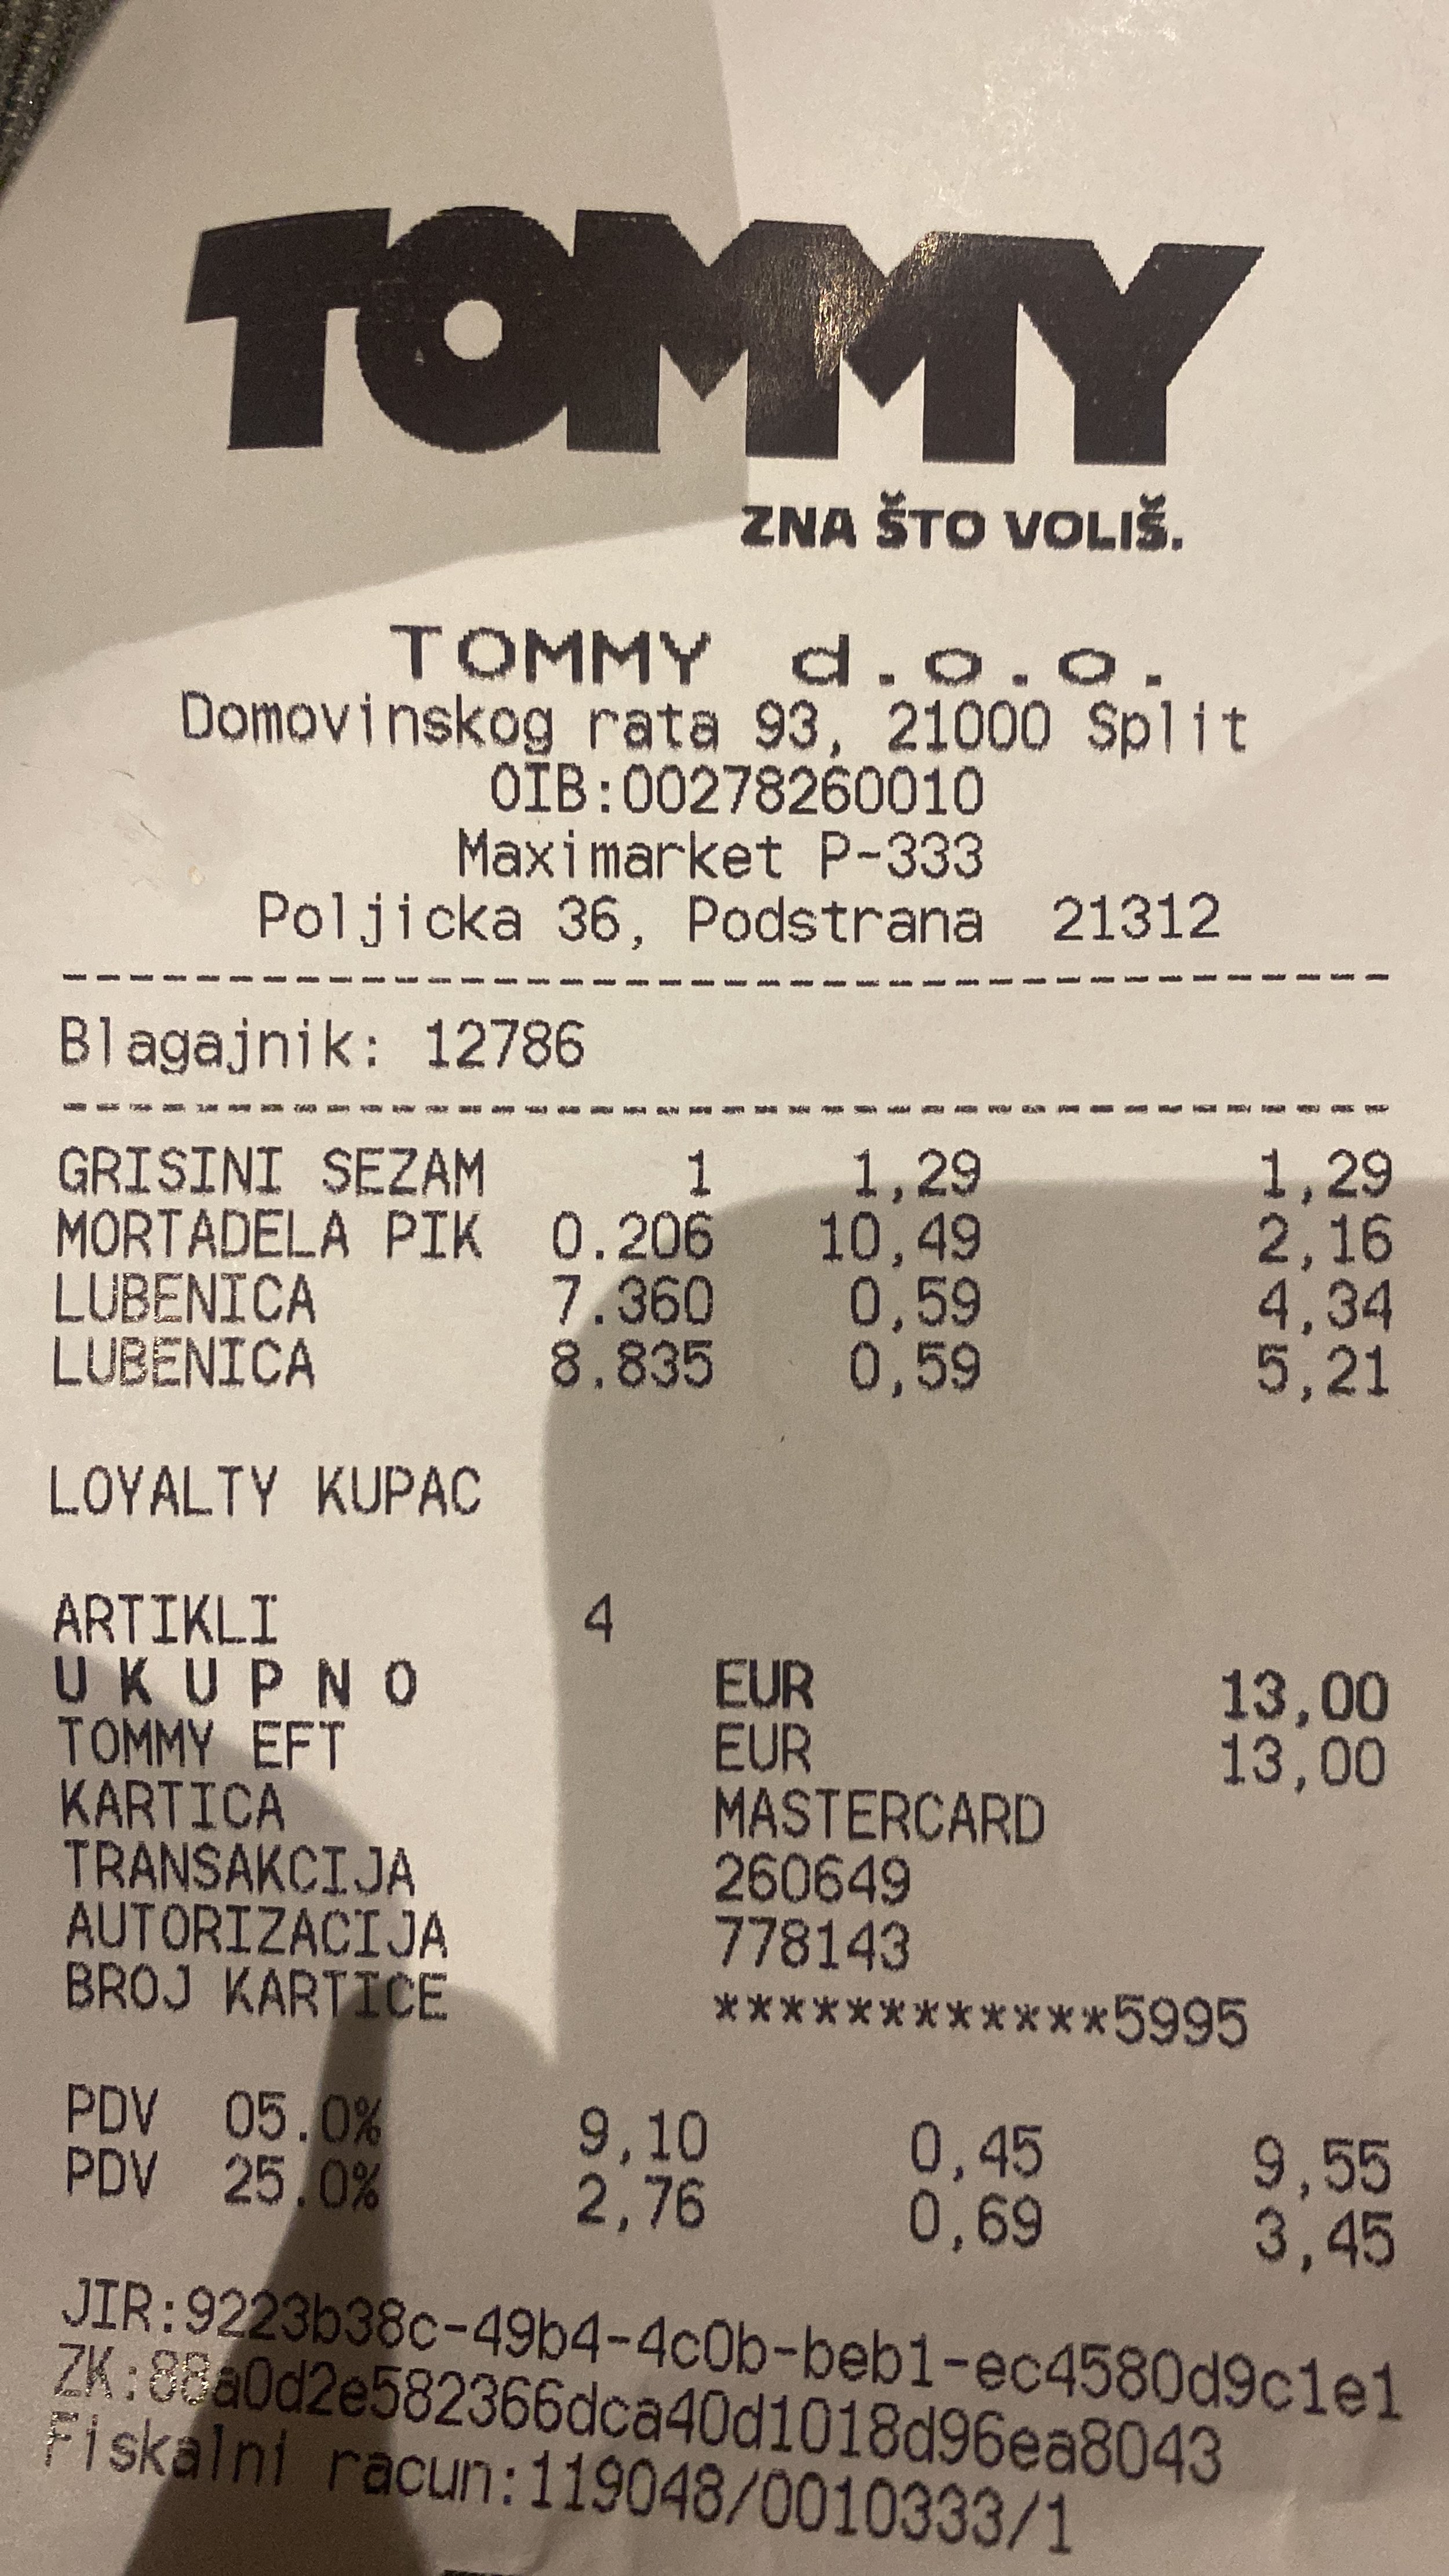 TOMMY
ZNA ŠTO VOLIŠ.
TOMMY d.o.o.
Domovinskog rata 93, 21000 Split
OIB:00278260010
Maximarket P-333
Poljicka 36, Podstrana 21312
Blagajnik: 12786
GRISINI SEZAM 1 1,29 1,29
MORTADELA PIK 0.206 10,49 2,16
LUBENICA 7.360 0,59 4,34
LUBENICA 8.835 0,59 5,21
LOYALTY KUPAC
ARTIKLI 4
U K U P N O EUR 13,00
TOMMY EFT EUR 13,00
KARTICA MASTERCARD
TRANSAKCIJA 260649
AUTORIZACIJA 778143
BROJ KARTICE ************5995
PDV 05.0% 9,10 0,45 9,55
PDV 25.0% 2,76 0,69 3,45
JIR:9223b38c-49b4-4c0b-beb1-ec4580d9c1e1
ZK:88a0d2e582366dca40d1018d96ea8043
Fiskalni racun:119048/0010333/1